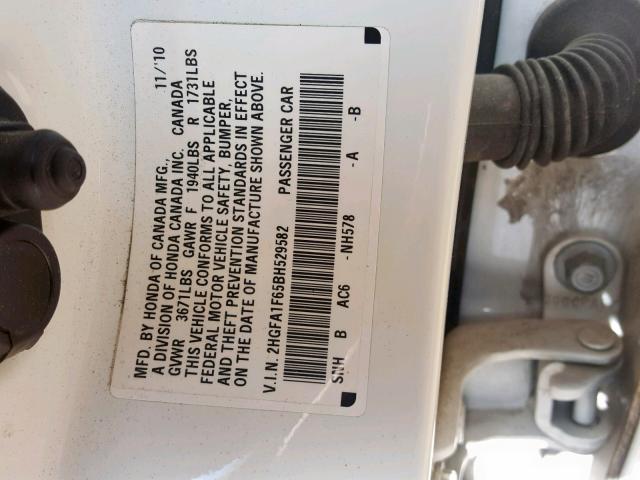 MFD. BY HONDA OF CANADA MFG., 11/'10
A DIVISION OF HONDA CANADA INC. CANADA
GVWR 3671LBS GAWR F 1940LBS R 1731LBS
THIS VEHICLE CONFORMS TO ALL APPLICABLE
FEDERAL MOTOR VEHICLE SAFETY, BUMPER,
AND THEFT PREVENTION STANDARDS IN EFFECT
ON THE DATE OF MANUFACTURE SHOWN ABOVE.
V.I.N. 2HGFA1F65BH529582 PASSENGER CAR
SNH B AC6 -NH578 -A -B